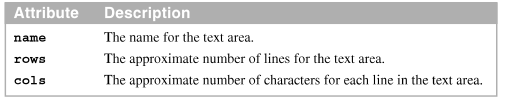 Attribute Description
name The name for the text area.
rows The approximate number of lines for the text area.
cols The approximate number of characters for each line in the text area.